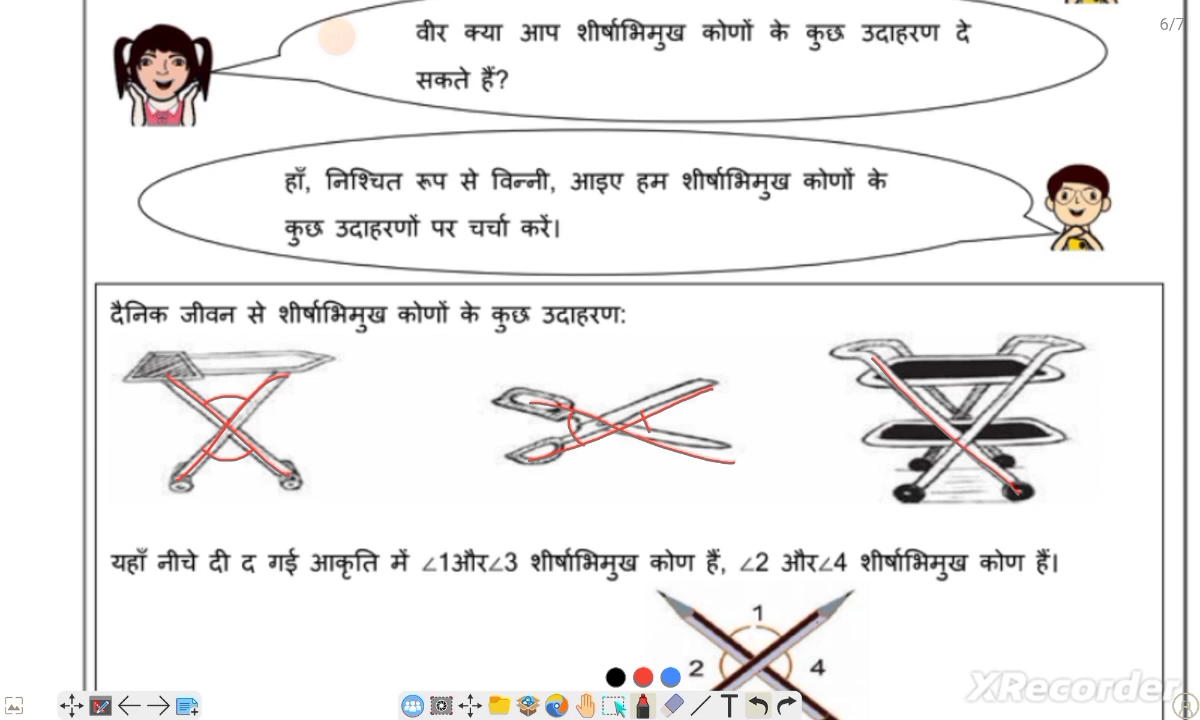 6/7
वीर क्या आप शीर्षाभिमुख कोणों के कुछ उदाहरण दे
सकते हैं?
हाँ, निश्चित रूप से विन्नी, आइए हम शीर्षाभिमुख कोणों के
कुछ उदाहरणों पर चर्चा करें।
दैनिक जीवन से शीर्षाभिमुख कोणों के कुछ उदाहरण:
यहाँ नीचे दी द गई आकृति में ∠1और∠3 शीर्षाभिमुख कोण हैं, ∠2 और∠4 शीर्षाभिमुख कोण हैं।
1
2 4
XRecorder